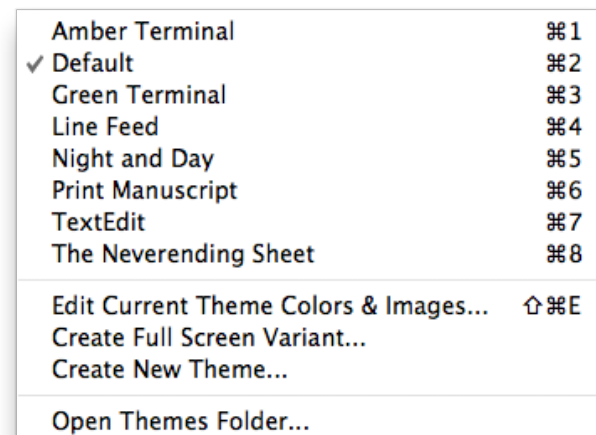 Amber Terminal ⌘1
✓ Default ⌘2
Green Terminal ⌘3
Line Feed ⌘4
Night and Day ⌘5
Print Manuscript ⌘6
TextEdit ⌘7
The Neverending Sheet ⌘8
Edit Current Theme Colors & Images... ⇧⌘E
Create Full Screen Variant...
Create New Theme...
Open Themes Folder...